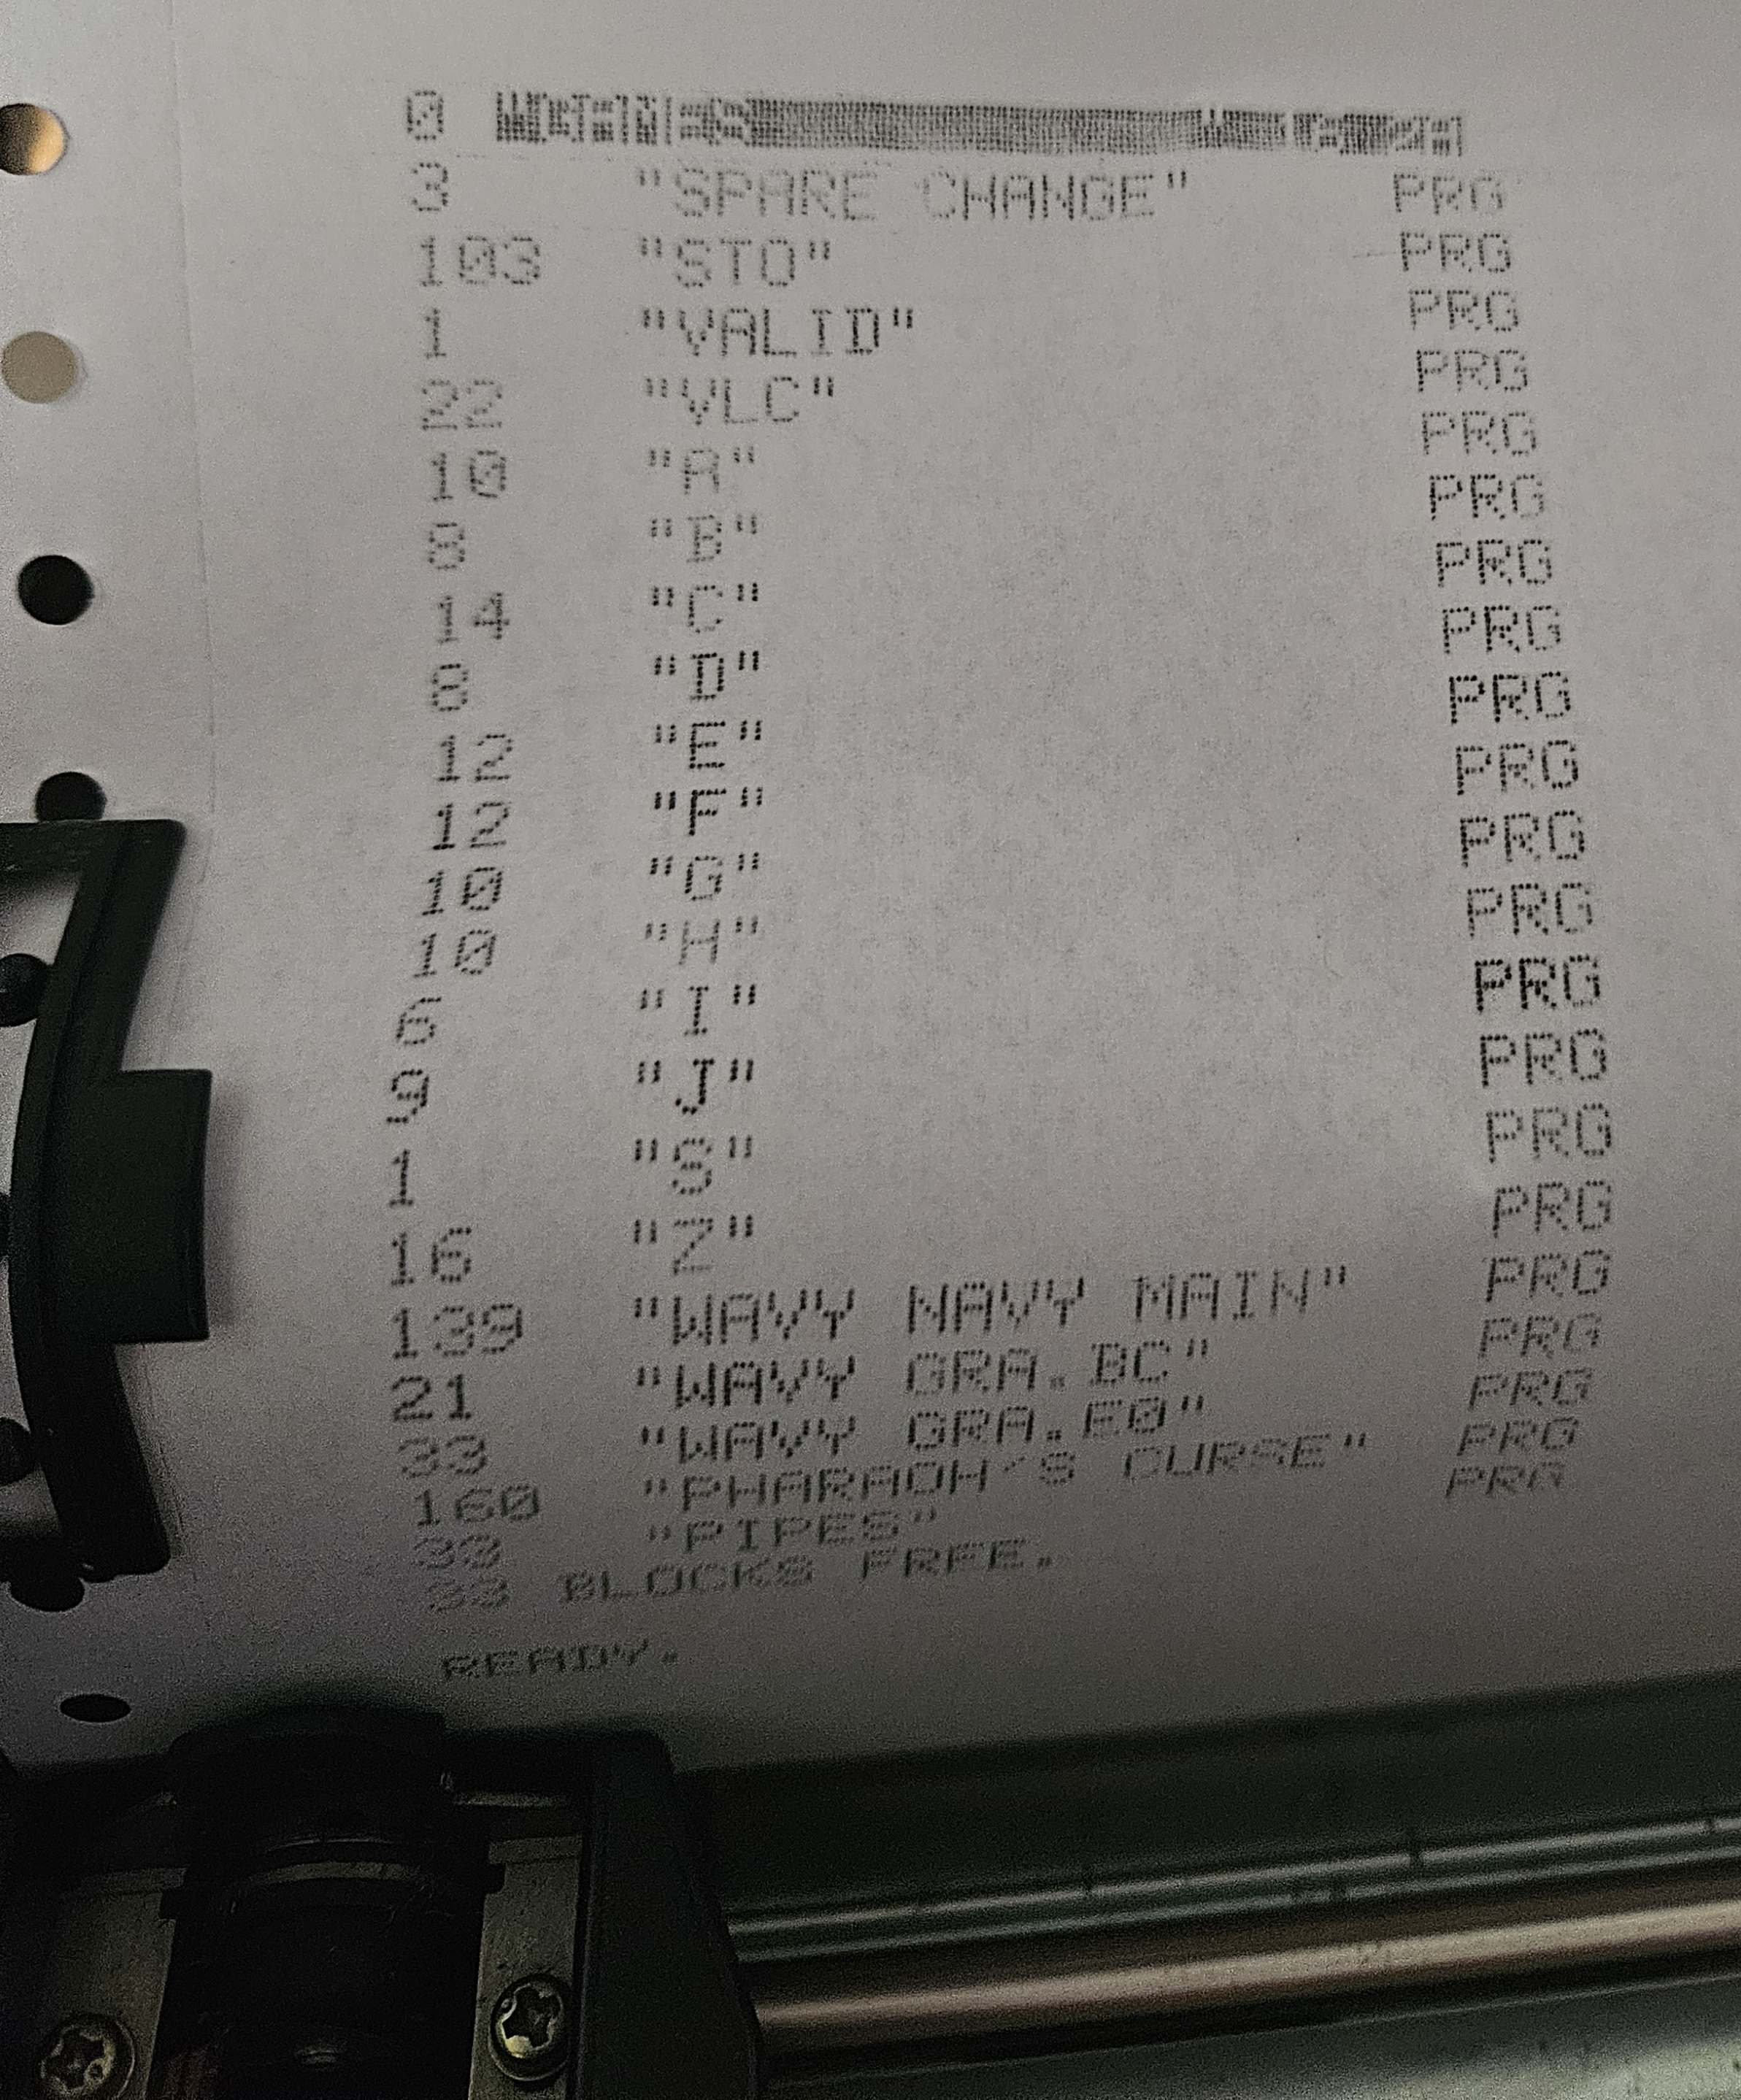 0
3 "SPARE CHANGE" PRG
103 "STO" PRG
1 "VALID" PRG
22 "VLC" PRG
10 "A" PRG
8 "B" PRG
14 "C" PRG
8 "D" PRG
12 "E" PRG
12 "F" PRG
10 "G" PRG
10 "H" PRG
6 "I" PRG
9 "J" PRG
1 "S" PRG
16 "Z" PRG
139 "WAVY NAVY MAIN" PRG
21 "WAVY GRA.BC" PRG
33 "WAVY GRA.E0" PRG
160 "PHARAOH'S CURSE" PRG
33 "PIPES" PRG
33 BLOCKS FREE.
READY.